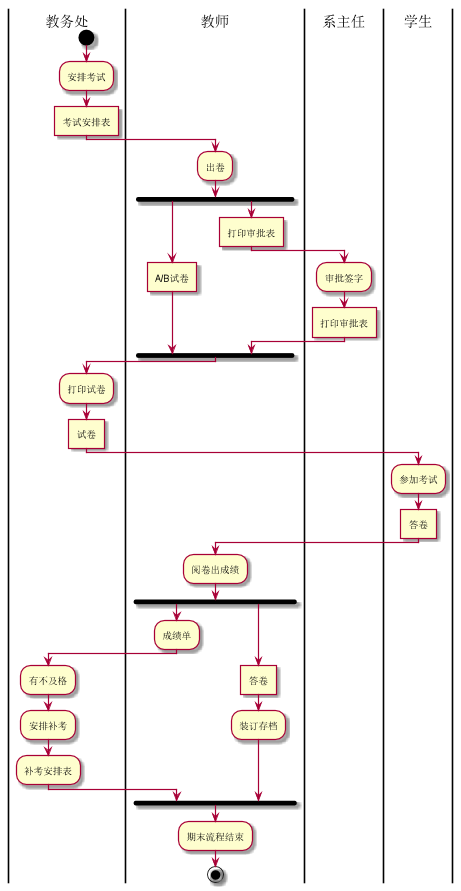 教务处
教师
系主任
学生
安排考试
考试安排表
出卷
打印审批表
A/B试卷
审批签字
打印审批表
打印试卷
试卷
参加考试
答卷
阅卷出成绩
成绩单
有不及格
答卷
安排补考
装订存档
补考安排表
期末流程结束